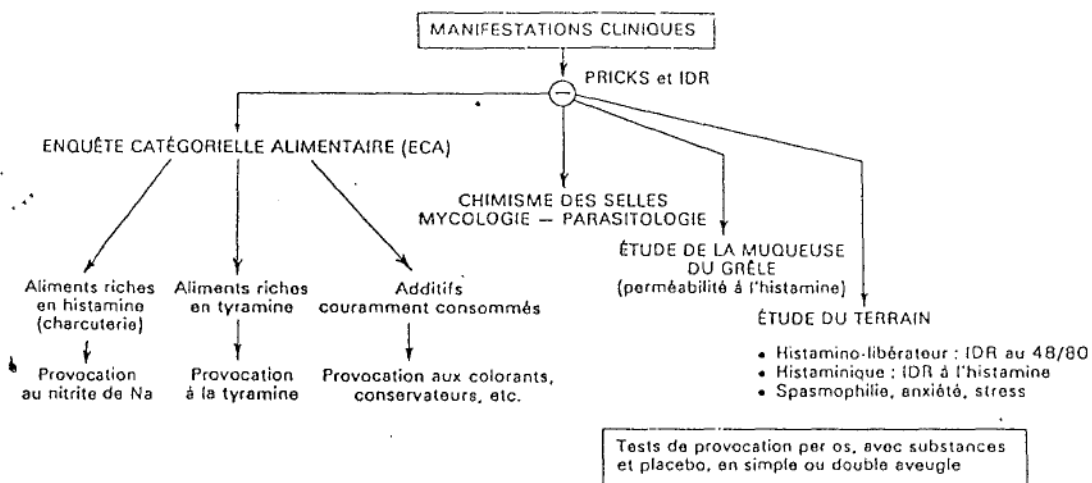 MANIFESTATIONS CLINIQUES
PRICKS et IDR
ENQUÊTE CATÉGORIELLE ALIMENTAIRE (ECA)
CHIMISME DES SELLES
MYCOLOGIE — PARASITOLOGIE
ÉTUDE DE LA MUQUEUSE
DU GRÊLE
(perméabilité à l'histamine)
Aliments riches
en histamine
(charcuterie)
Aliments riches
en tyramine
Additifs
couramment consommés
ÉTUDE DU TERRAIN
• Histamino-libérateur : IDR au 48/80
• Histaminique : IDR à l'histamine
• Spasmophilie, anxiété, stress
Provocation
au nitrite de Na
Provocation
à la tyramine
Provocation aux colorants,
conservateurs, etc.
Tests de provocation per os, avec substances
et placebo, en simple ou double aveugle